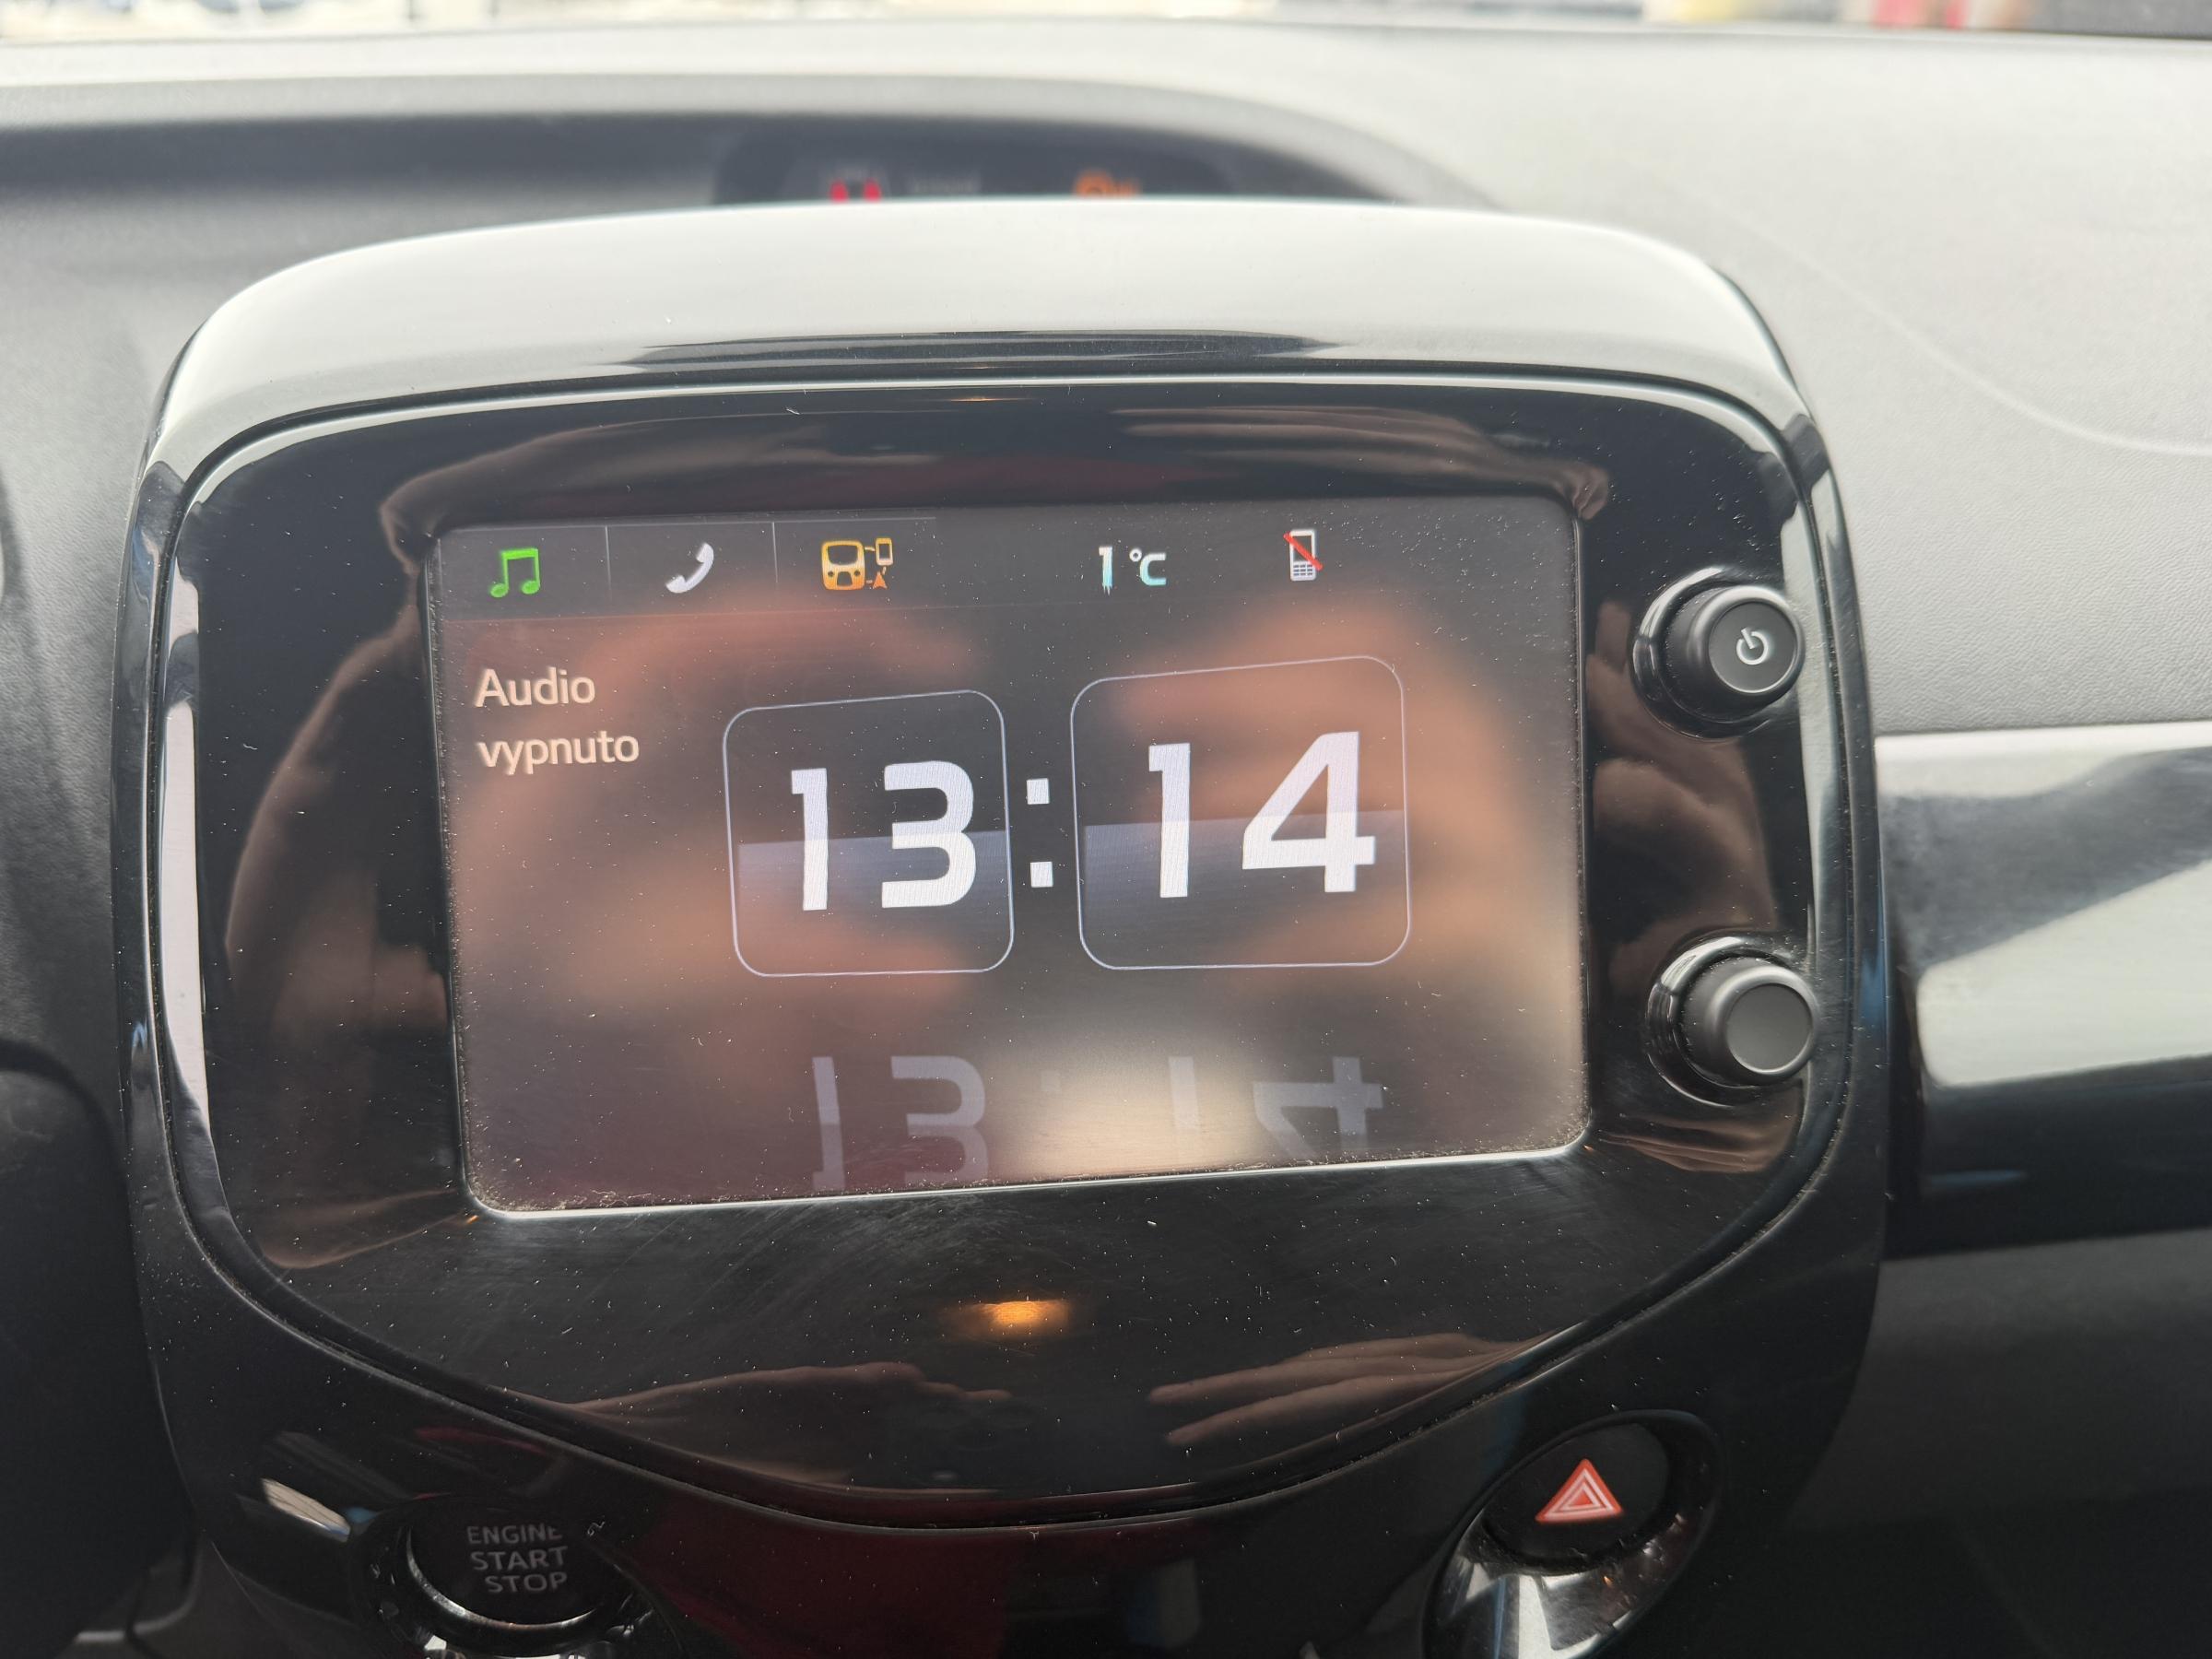 1 °C
Audio
vypnuto
13:14
ENGINE
START
STOP